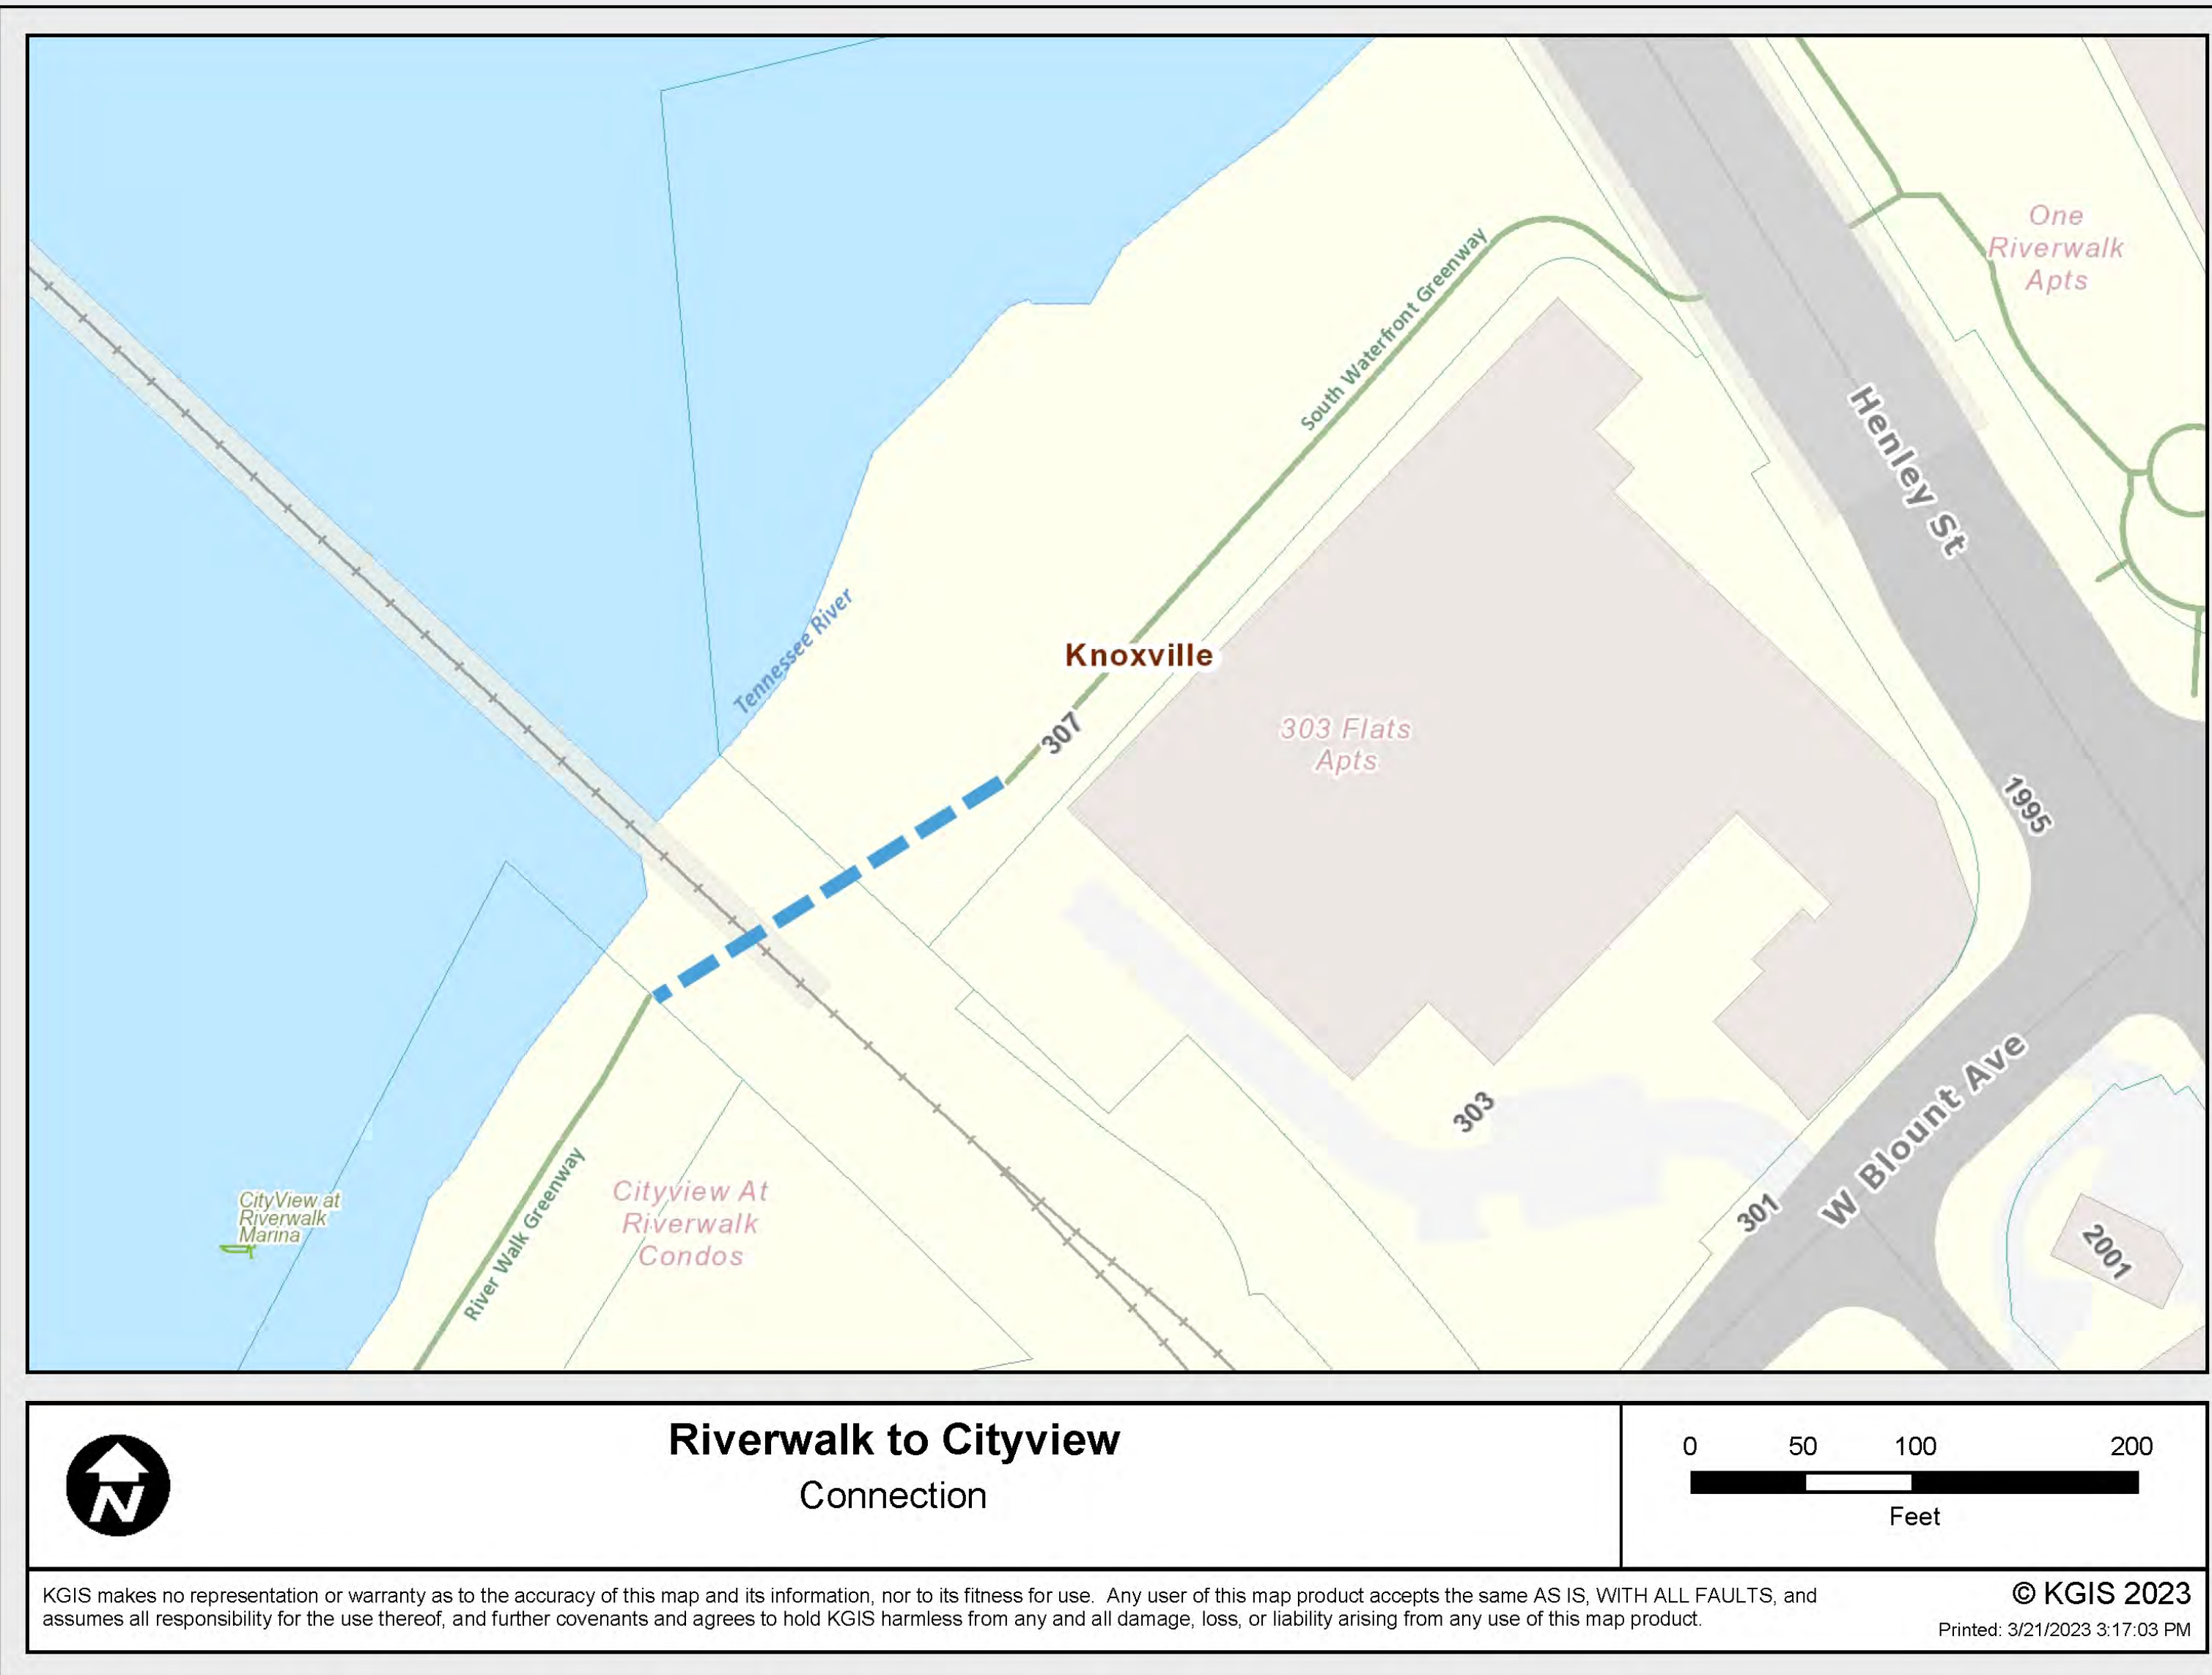 One
Riverwalk
Apts
South Waterfront Greenway
Henley St
Tennessee River
Knoxville
307
303 Flats
Apts
1995
303
W Blount Ave
301
2001
CityView at
Riverwalk
Marina
River Walk Greenway
Cityview At
Riverwalk
Condos
N
Riverwalk to Cityview
Connection
0 50 100 200
Feet
KGIS makes no representation or warranty as to the accuracy of this map and its information, nor to its fitness for use. Any user of this map product accepts the same AS IS, WITH ALL FAULTS, and
assumes all responsibility for the use thereof, and further covenants and agrees to hold KGIS harmless from any and all damage, loss, or liability arising from any use of this map product.
© KGIS 2023
Printed: 3/21/2023 3:17:03 PM